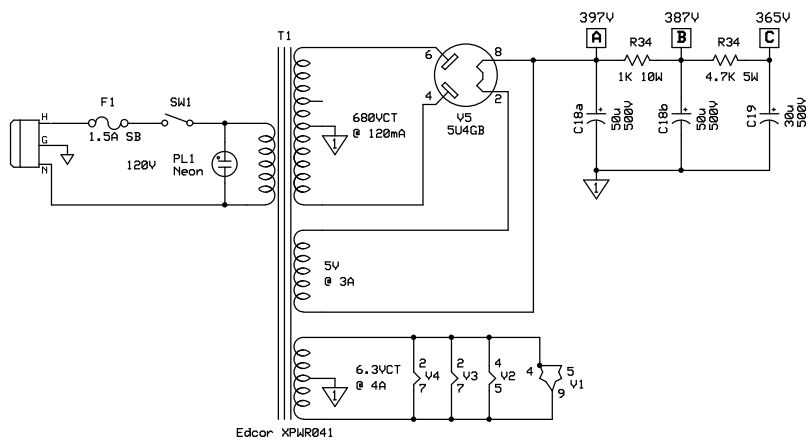 397V
387V
365V
A
B
C
T1
R34
R34
6
8
1K 10W
4.7K 5W
F1
SW1
H
4
2
1.5A SB
680VCT
@ 120mA
V5
5U4GB
C18a
50u
500V
C18b
50u
500V
C19
30u
500V
G
1
120V
PL1
Neon
N
1
5V
@ 3A
6.3VCT
@ 4A
2
V4
7
2
V3
7
4
V2
5
4
5
V1
9
1
Edcor XPWR041